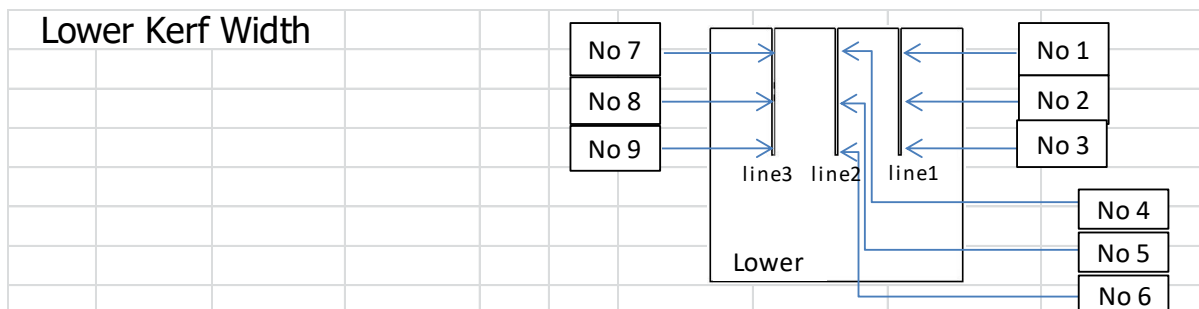 Lower Kerf Width
No 7
No 8
No 9
No 1
No 2
No 3
line3 line2 line1
No 4
No 5
No 6
Lower